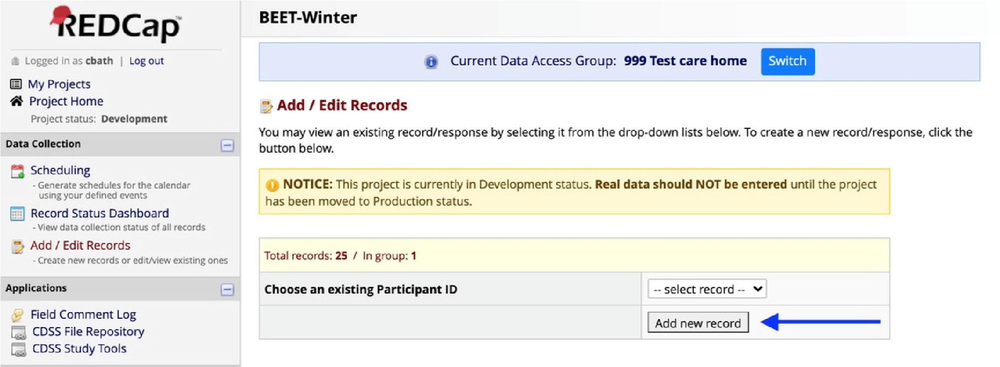 REDCap™
Logged in as cbath | Log out
My Projects
Project Home
Project status: Development
Data Collection
Scheduling
- Generate schedules for the calendar
using your defined events
Record Status Dashboard
- View data collection status of all records
Add / Edit Records
- Create new records or edit/view existing ones
Applications
Field Comment Log
CDSS File Repository
CDSS Study Tools
BEET-Winter
Current Data Access Group: 999 Test care home Switch
Add / Edit Records
You may view an existing record/response by selecting it from the drop-down lists below. To create a new record/response, click the
button below.
NOTICE: This project is currently in Development status. Real data should NOT be entered until the project
has been moved to Production status.
Total records: 25 / In group: 1
Choose an existing Participant ID -- select record --
Add new record